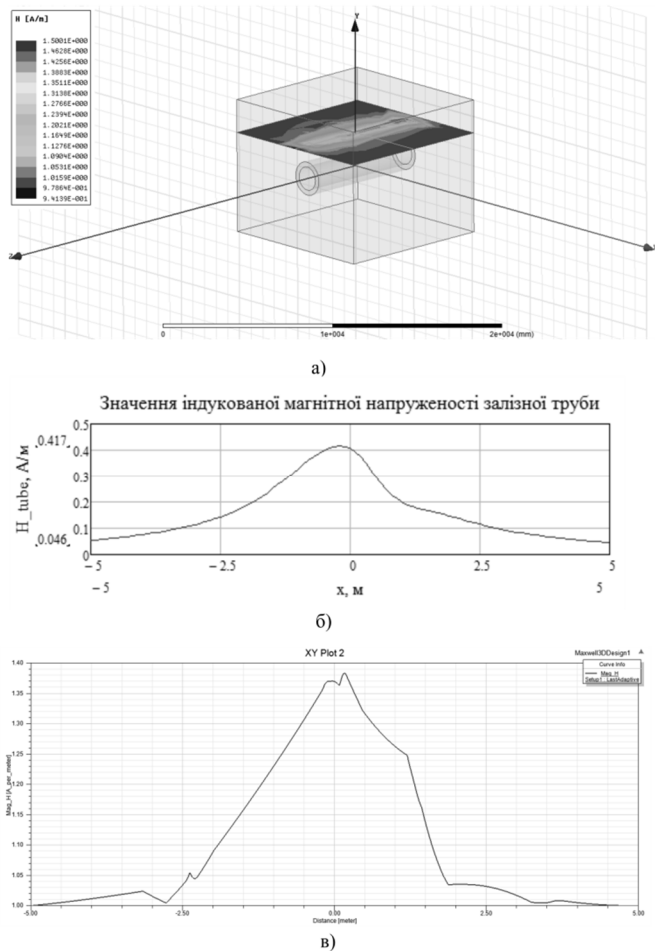 H [A/m]
1.5001E+000
1.4628E+000
1.4256E+000
1.3883E+000
1.3511E+000
1.3138E+000
1.2766E+000
1.2394E+000
1.2021E+000
1.1649E+000
1.1276E+000
1.0904E+000
1.0531E+000
1.0159E+000
9.7864E-001
9.4139E-001
Y
Z
0 1e+004 2e+004 (mm)
а)
Значення індукованої магнітної напруженості залізної труби
H_tube, А/м
0.417
0.046
0.5
0.4
0.3
0.2
0.1
0
−5 −2.5 0 2.5 5
−5 x, м 5
б)
XY Plot 2
Maxwell3DDesign1
Curve Info
Mag_H
Setup1 : LastAdaptive
Mag_H [A_per_meter]
1.40
1.35
1.30
1.25
1.20
1.15
1.10
1.05
1.00
-5.00 -2.50 0.00 2.50 5.00
Distance [meter]
в)